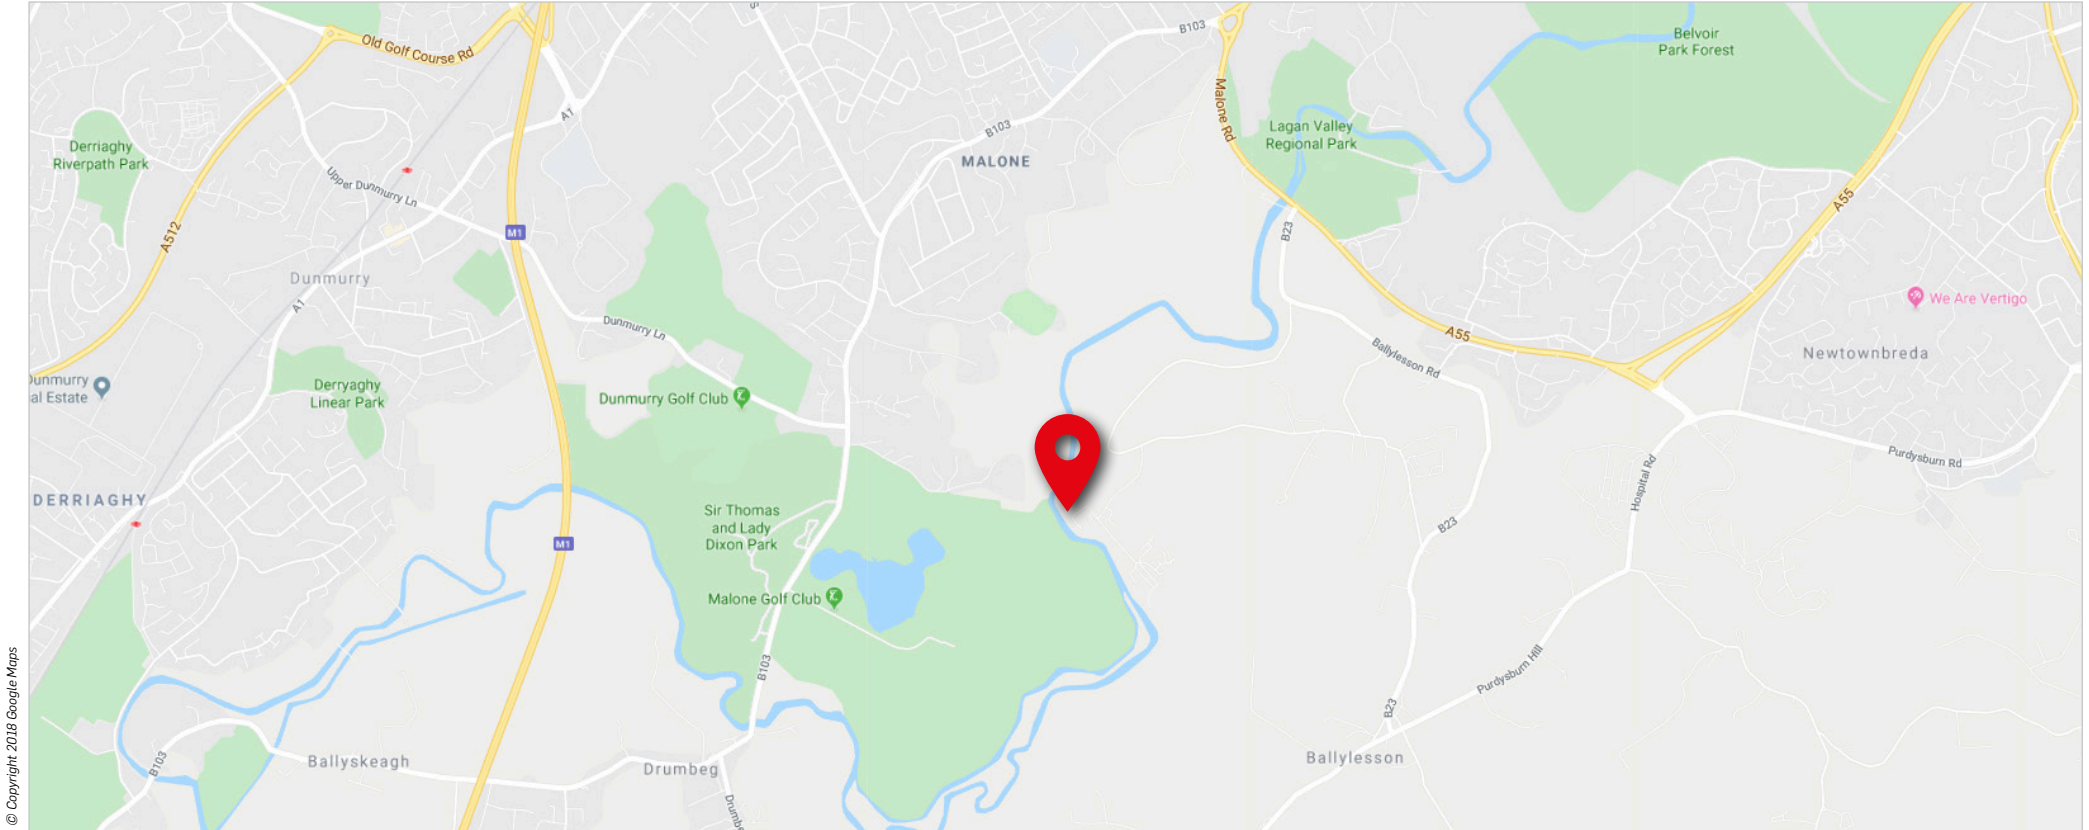 Old Golf Course Rd
B103
Belvoir
Park Forest
A1
Malone Rd
Lagan Valley
Regional Park
B103
MALONE
Derriaghy
Riverpath Park
Upper Dunmurry Ln
A55
A512
M1
B23
Dunmurry
A1
We Are Vertigo
Dunmurry Ln
A55
Ballylesson Rd
Newtownbreda
Derryaghy
Linear Park
al Estate
Dunmurry Golf Club
Purdysburn Rd
Hospital Rd
DERRIAGHY
Sir Thomas
and Lady
Dixon Park
B23
M1
Malone Golf Club
B103
Purdysburn Hill
B23
B103
Ballyskeagh
Drumbeg
Ballylesson
© Copyright 2018 Google Maps